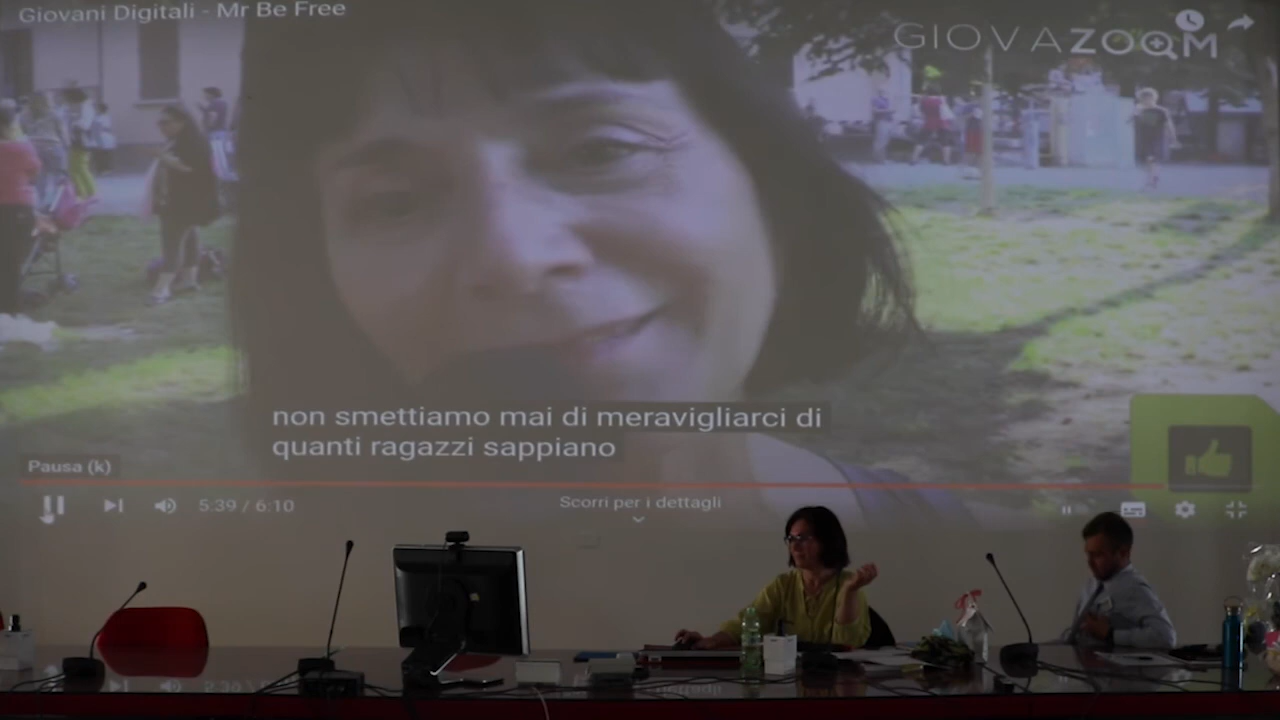 Giovani Digitali - Mr Be Free
GIOVAZOOM
non smettiamo mai di meravigliarci di
quanti ragazzi sappiano
Pausa (k)
5:39 / 6:10
Scorri per i dettagli